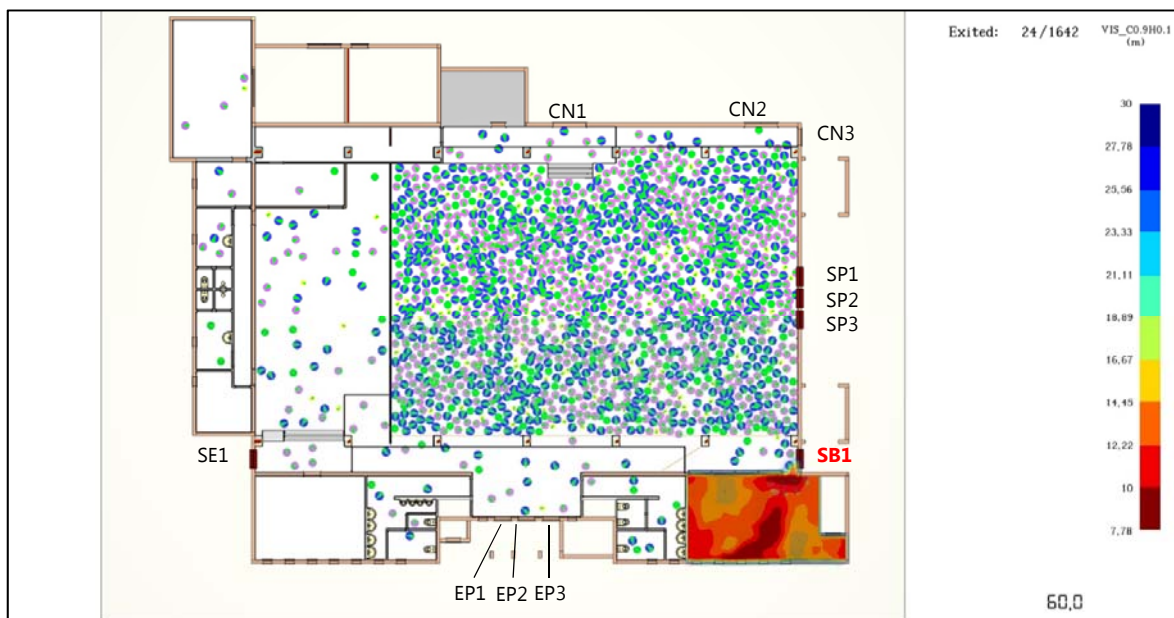 Exited: 24/1642
VIS_C0.9H0.1
(m)
CN1
CN2
CN3
30
27,78
25,56
23,33
21,11
18,89
16,67
14,45
12,22
10
7,78
SP1
SP2
SP3
SE1
SB1
EP1
EP2
EP3
60,0